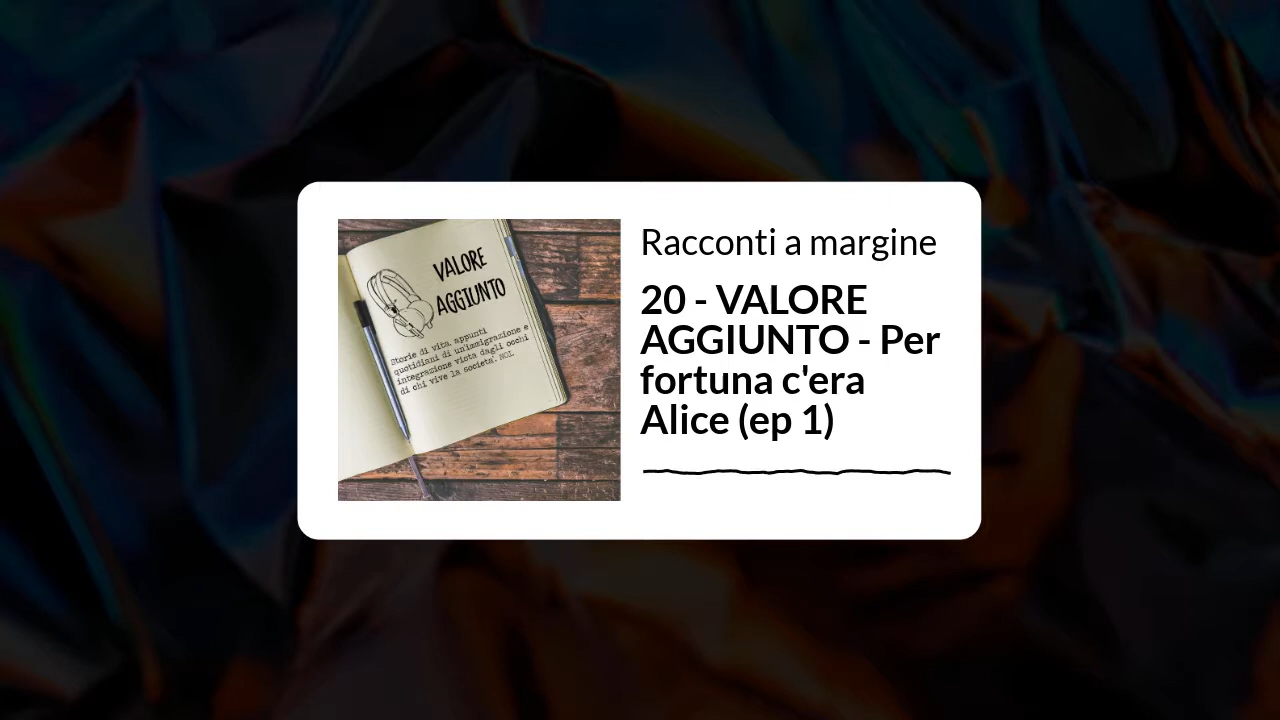 VALORE
AGGIUNTO
Storie di vita, appunti
quotidiani di un'immigrazione e
integrazione vista dagli occhi
di chi vive la società. NOI.
Racconti a margine
20 - VALORE
AGGIUNTO - Per
fortuna c'era
Alice (ep 1)